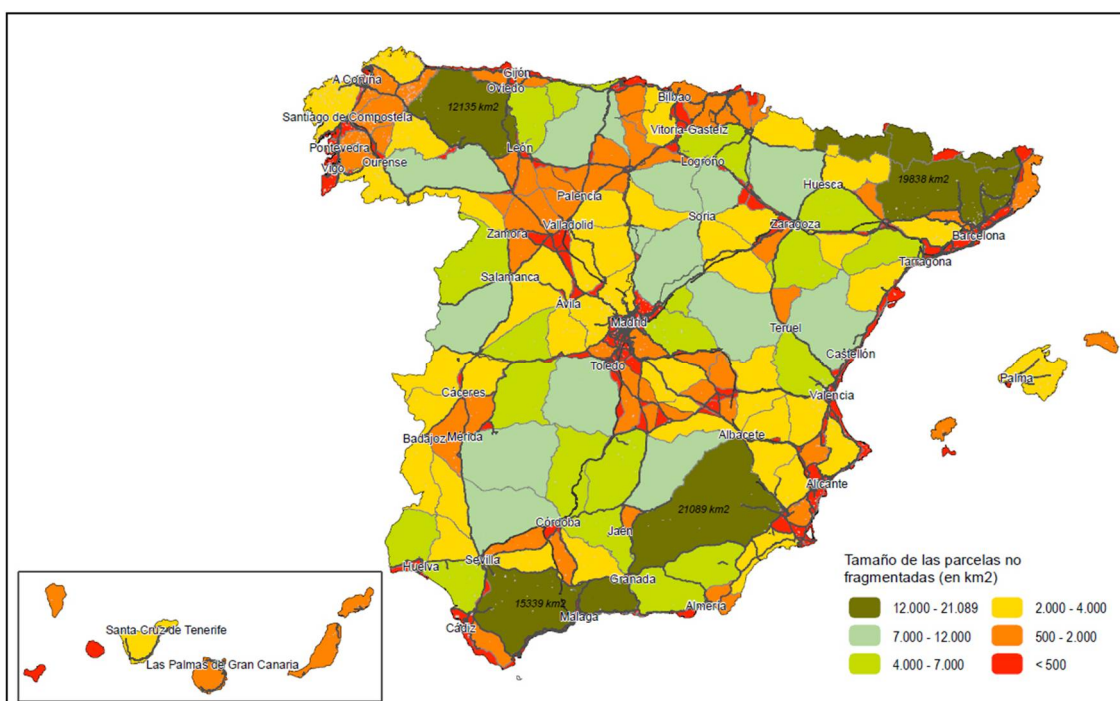 Gijón
A Coruña
Oviedo
12135 km2
Bilbao
Santiago de Compostela
Vitoria-Gasteiz
Pontevedra
León
Ourense
Logroño
Vigo
Huesca
19838 km2
Palencia
Soria
Valladolid
Zaragoza
Zamora
Barcelona
Tarragona
Salamanca
Ávila
Madrid
Teruel
Castellón
Toledo
Palma
Cáceres
Valencia
Badajoz
Mérida
Albacete
Alicante
21089 km2
Córdoba
Jaén
Sevilla
Huelva
Granada
15339 km2
Málaga
Almería
Cádiz
Santa Cruz de Tenerife
Las Palmas de Gran Canaria
Tamaño de las parcelas no
fragmentadas (en km2)
12.000 - 21.089
2.000 - 4.000
7.000 - 12.000
500 - 2.000
4.000 - 7.000
< 500